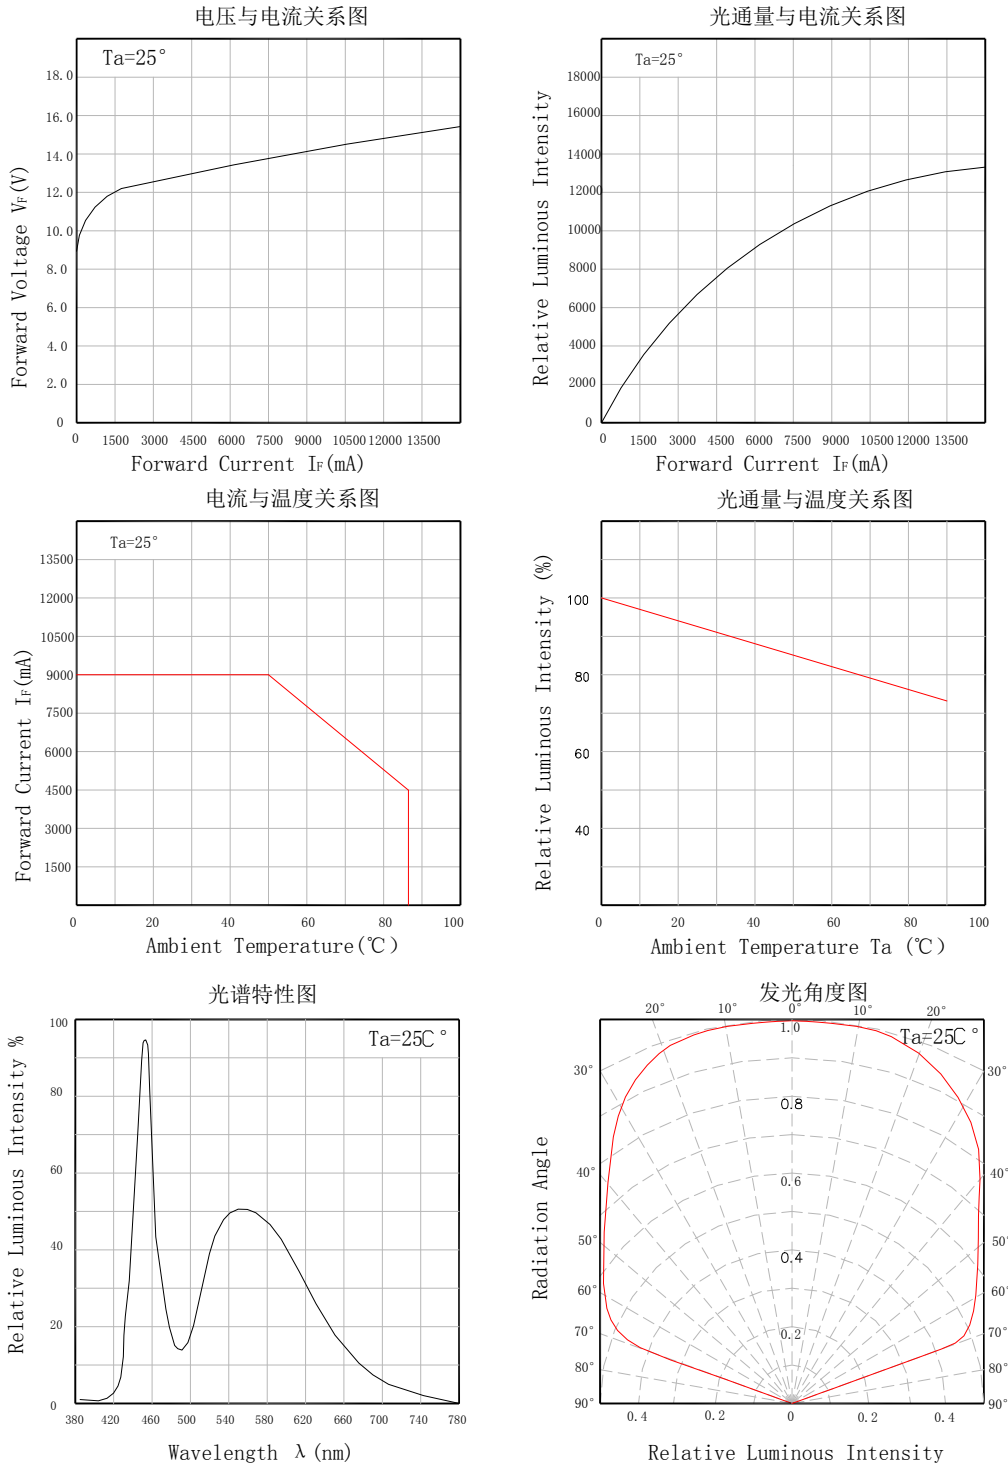 电压与电流关系图
Ta=25°
18.0
16.0
14.0
12.0
10.0
8.0
6.0
4.0
2.0
0
Forward Voltage VF(V)
0 1500 3000 4500 6000 7500 9000 10500 12000 13500
Forward Current IF(mA)
光通量与电流关系图
Ta=25°
18000
16000
14000
12000
10000
8000
6000
4000
2000
0
Relative Luminous Intensity
0 1500 3000 4500 6000 7500 9000 10500 12000 13500
Forward Current IF(mA)
电流与温度关系图
Ta=25°
13500
12000
10500
9000
7500
6000
4500
3000
1500
Forward Current IF(mA)
0 20 40 60 80 100
Ambient Temperature(℃)
光通量与温度关系图
100
80
60
40
Relative Luminous Intensity (%)
0 20 40 60 80 100
Ambient Temperature Ta (℃)
光谱特性图
Ta=25C°
100
80
60
40
20
0
Relative Luminous Intensity %
380 420 460 500 540 580 620 660 700 740 780
Wavelength λ(nm)
发光角度图
20° 10° 0° 10° 20°
Ta=25C°
1.0
30° 30°
0.8
40° 0.6 40°
50° 0.4 50°
60° 60°
70° 0.2 70°
80° 80°
90° 90°
Radiation Angle
0.4 0.2 0 0.2 0.4
Relative Luminous Intensity